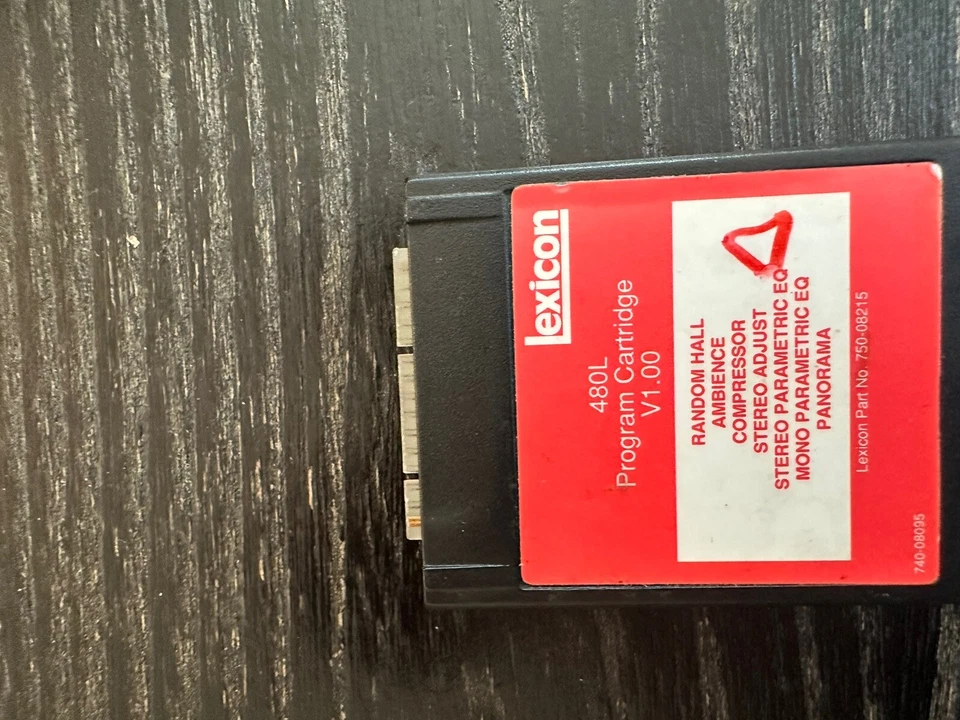 lexicon
480L
Program Cartridge
V1.00
RANDOM HALL
AMBIENCE
COMPRESSOR
STEREO ADJUST
STEREO PARAMETRIC EQ
MONO PARAMETRIC EQ
PANORAMA
Lexicon Part No. 750-08215
740-08095